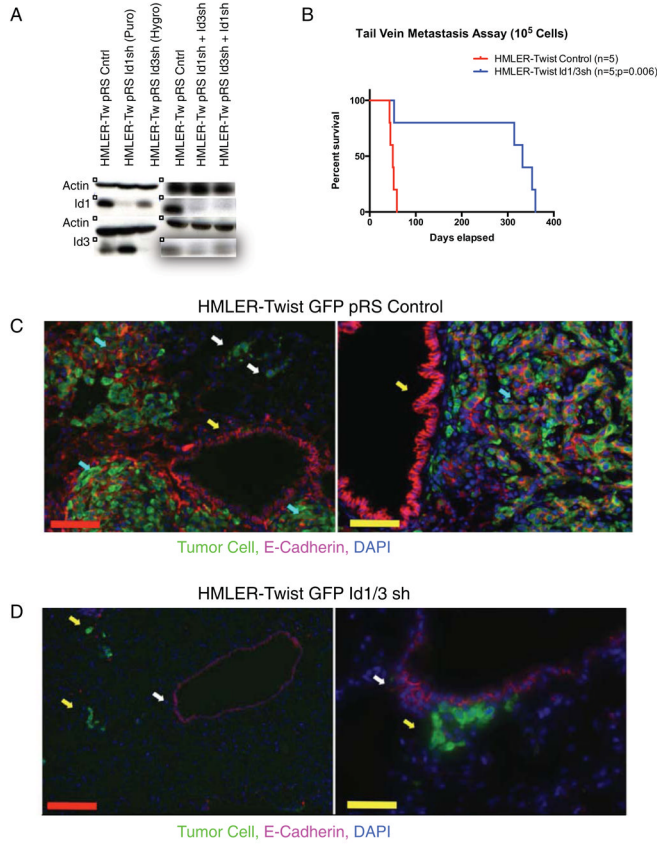 A
HMLER-Tw pRS Cntrl
HMLER-Tw pRS Id1sh (Puro)
HMLER-Tw pRS Id3sh (Hygro)
HMLER-Tw pRS Cntrl
HMLER-Tw pRS Id1sh + Id3sh
HMLER-Tw pRS Id3sh + Id1sh
Actin
Id1
Actin
Id3
B
Tail Vein Metastasis Assay (10⁵ Cells)
HMLER-Twist Control (n=5)
HMLER-Twist Id1/3sh (n=5;p=0.006)
Percent survival
100
50
0
0
100
200
300
400
Days elapsed
HMLER-Twist GFP pRS Control
C
Tumor Cell, E-Cadherin, DAPI
HMLER-Twist GFP Id1/3 sh
D
Tumor Cell, E-Cadherin, DAPI